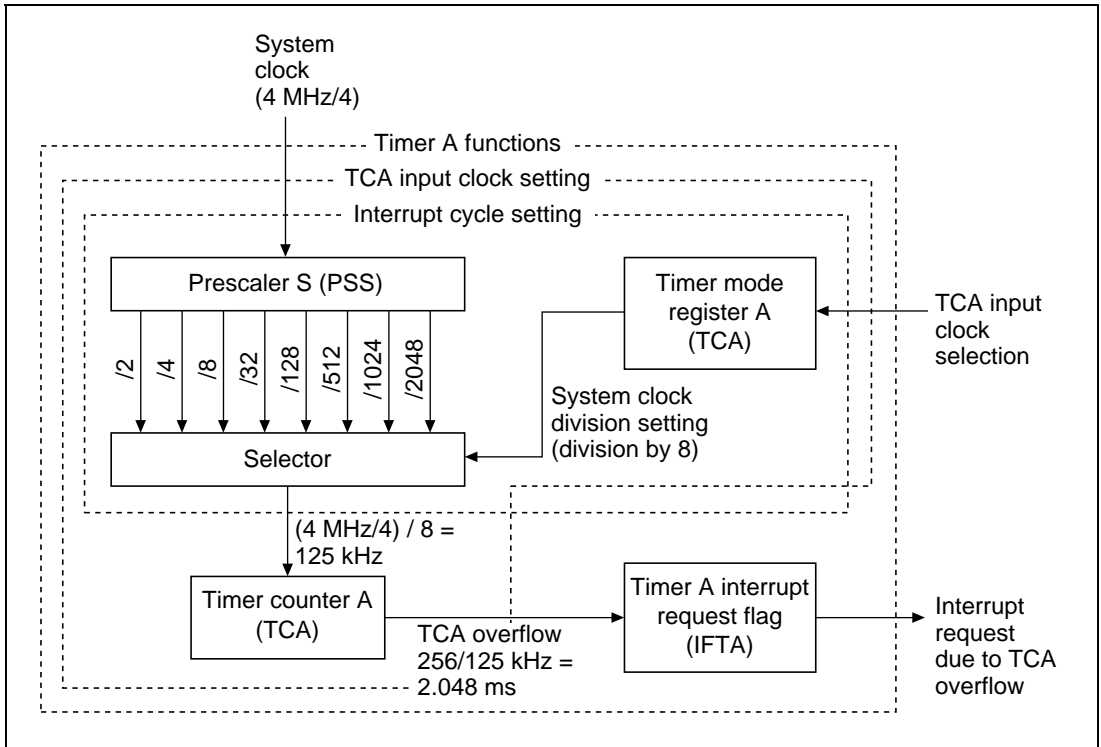 System
clock
(4 MHz/4)
Timer A functions
TCA input clock setting
Interrupt cycle setting
Prescaler S (PSS)
Timer mode
register A
(TCA)
TCA input
clock
selection
/2
/4
/8
/32
/128
/512
/1024
/2048
System clock
division setting
(division by 8)
Selector
(4 MHz/4) / 8 =
125 kHz
Timer counter A
(TCA)
Timer A interrupt
request flag
(IFTA)
Interrupt
request
due to TCA
overflow
TCA overflow
256/125 kHz =
2.048 ms